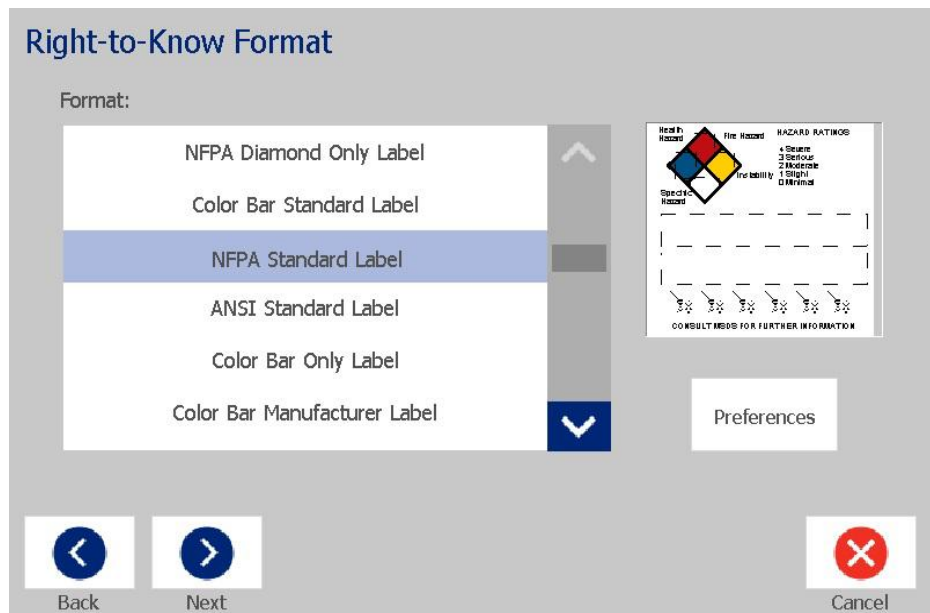 Right-to-Know Format
Format:
NFPA Diamond Only Label
Color Bar Standard Label
NFPA Standard Label
ANSI Standard Label
Color Bar Only Label
Color Bar Manufacturer Label
Health
Hazard
Fire Hazard
HAZARD RATINGS
4 Severe
3 Serious
2 Moderate
1 Slight
0 Minimal
Instability
Specific
Hazard
CONSULT MSDS FOR FURTHER INFORMATION
Preferences
Back
Next
Cancel